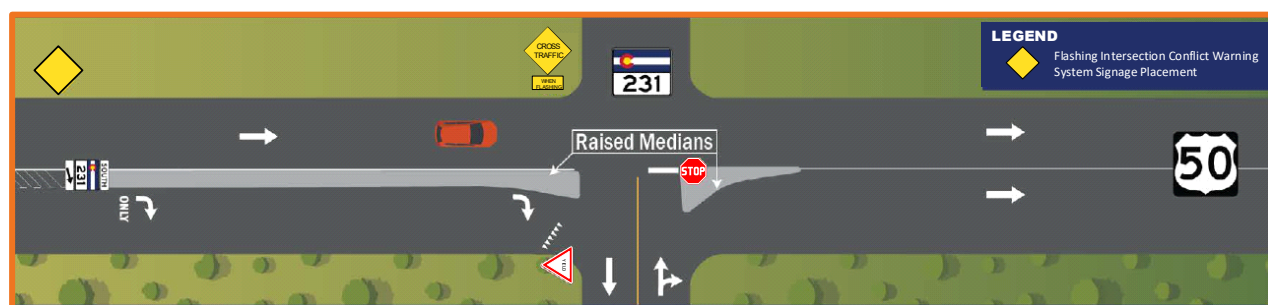 CROSS
TRAFFIC
WHEN
FLASHING
231
LEGEND
Flashing Intersection Conflict Warning
System Signage Placement
Raised Medians
SOUTH
231
STOP
50
ONLY
YIELD